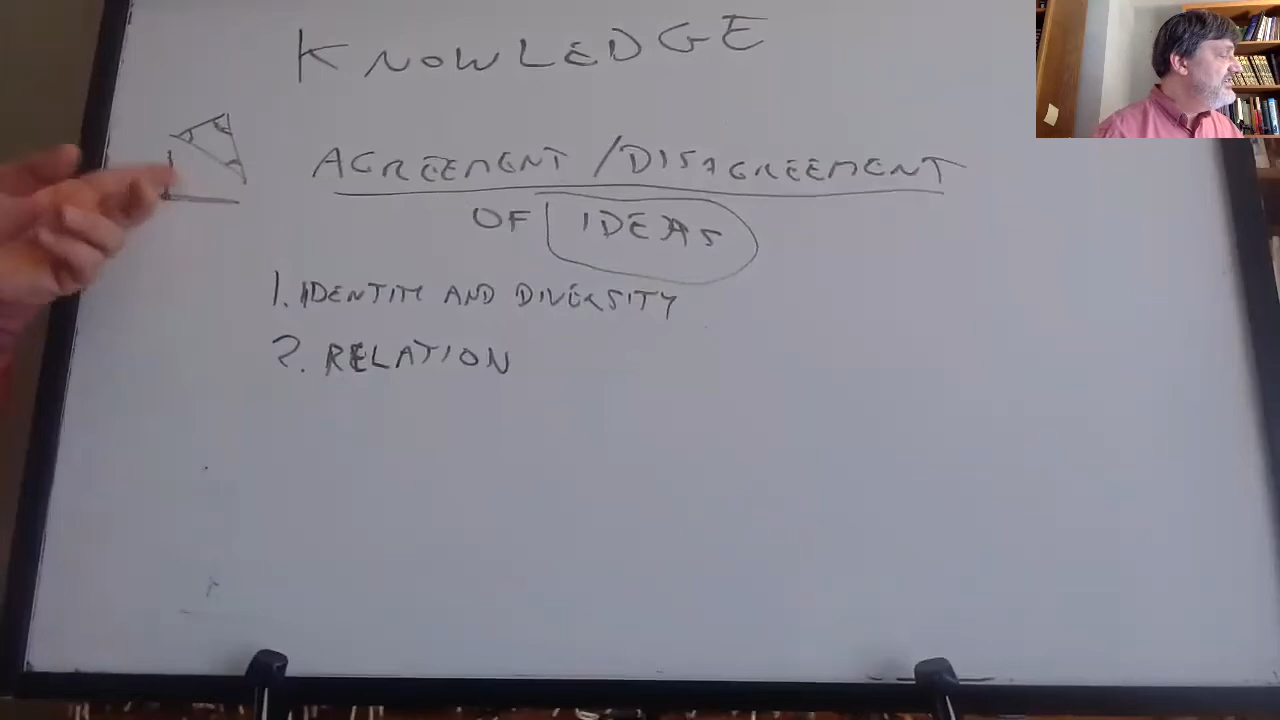 KNOWLEDGE
AGREEMENT / DISAGREEMENT
OF IDEAS
1. IDENTITY AND DIVERSITY
2. RELATION